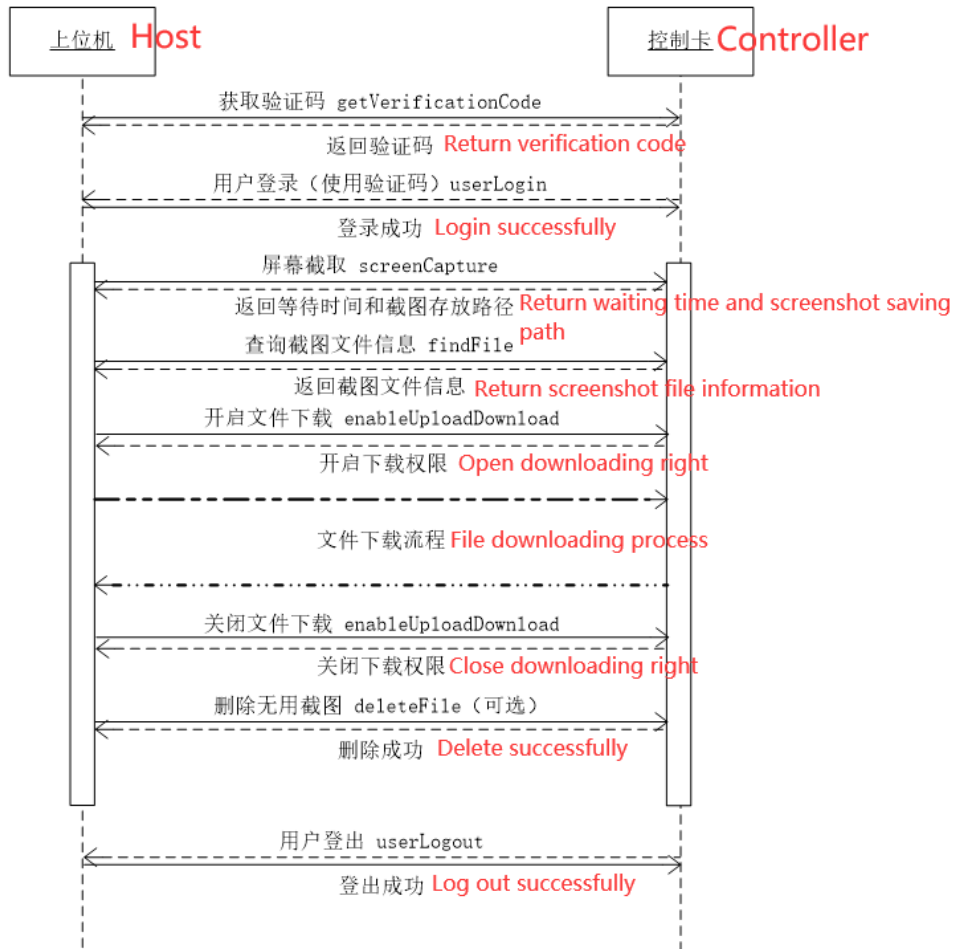 上位机 Host
控制卡 Controller
获取验证码 getVerificationCode
返回验证码 Return verification code
用户登录（使用验证码）userLogin
登录成功 Login successfully
屏幕截取 screenCapture
返回等待时间和截图存放路径 Return waiting time and screenshot saving
path
查询截图文件信息 findFile
返回截图文件信息 Return screenshot file information
开启文件下载 enableUploadDownload
开启下载权限 Open downloading right
文件下载流程 File downloading process
关闭文件下载 enableUploadDownload
关闭下载权限 Close downloading right
删除无用截图 deleteFile（可选）
删除成功 Delete successfully
用户登出 userLogout
登出成功 Log out successfully